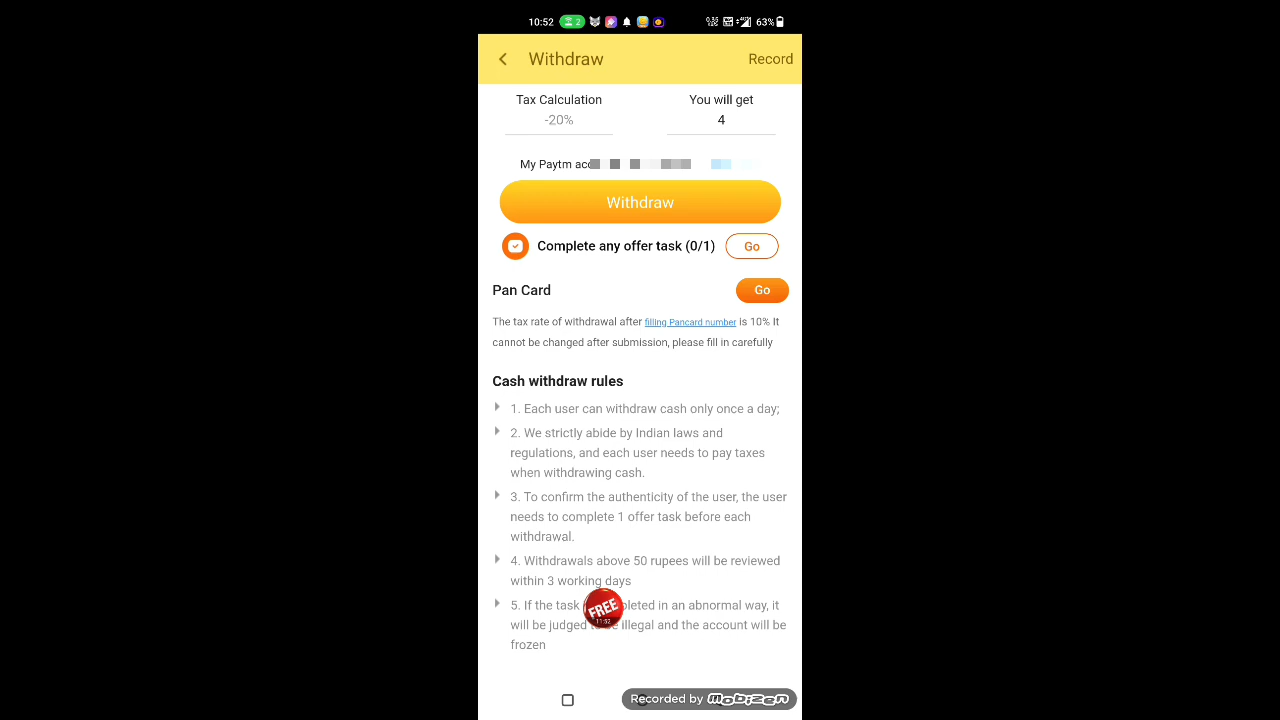 10:52 2 63%
Withdraw Record
Tax Calculation You will get
-20% 4
My Paytm acc
Withdraw
Complete any offer task (0/1) Go
Pan Card Go
The tax rate of withdrawal after filling Pancard number is 10% It
cannot be changed after submission, please fill in carefully
Cash withdraw rules
1. Each user can withdraw cash only once a day;
2. We strictly abide by Indian laws and
regulations, and each user needs to pay taxes
when withdrawing cash.
3. To confirm the authenticity of the user, the user
needs to complete 1 offer task before each
withdrawal.
4. Withdrawals above 50 rupees will be reviewed
within 3 working days
5. If the task FREE pleted in an abnormal way, it
11:52
will be judged illegal and the account will be
frozen
Recorded by Mobizen